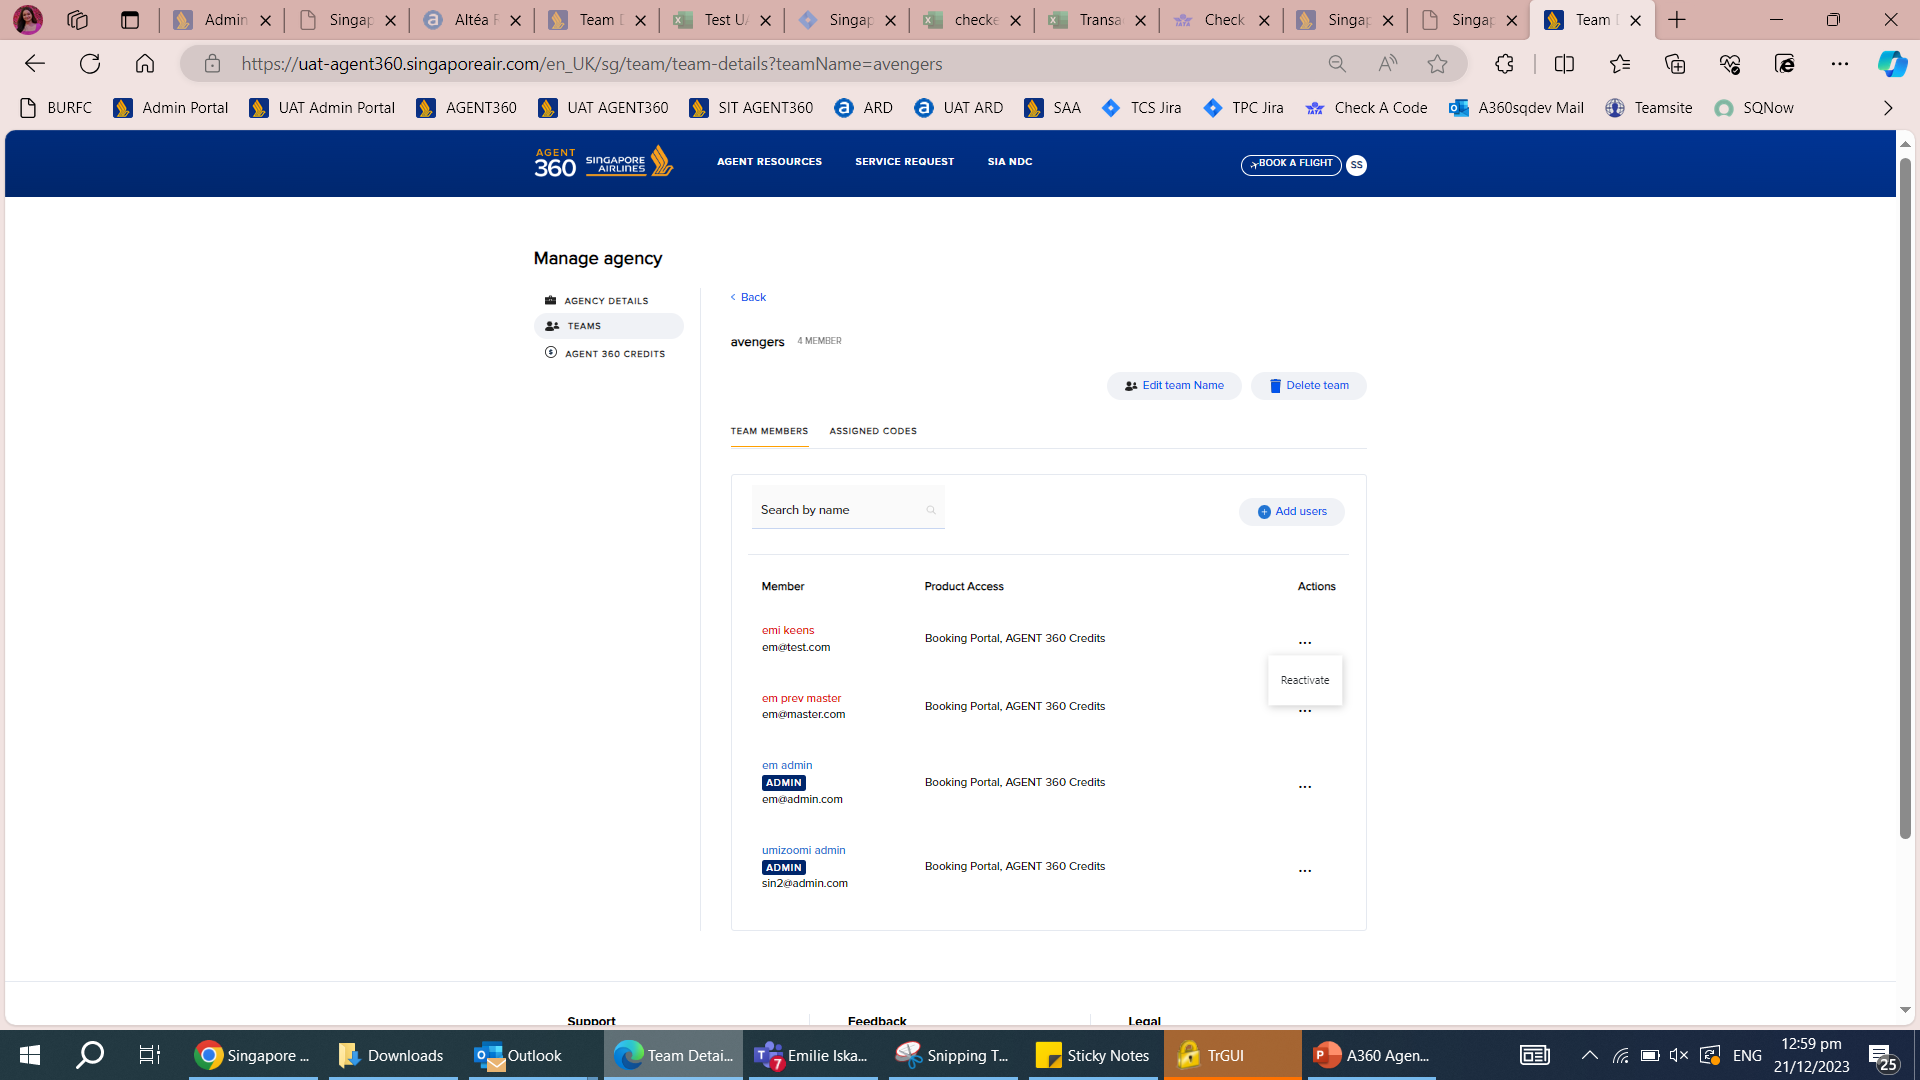 Admin
Singap
Altéa
Team
Test UA
Singap
checke
Transa
Check
Singap
Singap
Team
https://uat-agent360.singaporeair.com/en_UK/sg/team/team-details?teamName=avengers
BURFC
Admin Portal
UAT Admin Portal
AGENT360
UAT AGENT360
SIT AGENT360
ARD
UAT ARD
SAA
TCS Jira
TPC Jira
Check A Code
A360sqdev Mail
Teamsite
SQNow
AGENT
360
SINGAPORE
AIRLINES
AGENT RESOURCES
SERVICE REQUEST
SIA NDC
BOOK A FLIGHT
SS
Manage agency
AGENCY DETAILS
TEAMS
AGENT 360 CREDITS
Back
avengers 4 MEMBER
Edit team Name
Delete team
TEAM MEMBERS
ASSIGNED CODES
Search by name
Add users
Member
Product Access
Actions
emi keens
em@test.com
Booking Portal, AGENT 360 Credits
...
Reactivate
em prev master
em@master.com
Booking Portal, AGENT 360 Credits
...
em admin
ADMIN
em@admin.com
Booking Portal, AGENT 360 Credits
...
umizoomi admin
ADMIN
sin2@admin.com
Booking Portal, AGENT 360 Credits
...
Support
Feedback
Legal
Singapore ...
Downloads
Outlook
Team Detai...
7
Emilie Iska...
Snipping T...
Sticky Notes
TrGUI
A360 Agen...
ENG
12:59 pm
21/12/2023
25